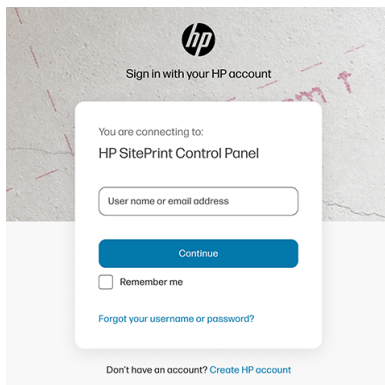 hp
Sign in with your HP account
You are connecting to:
HP SitePrint Control Panel
User name or email address
Continue
Remember me
Forgot your username or password?
Don't have an account? Create HP account